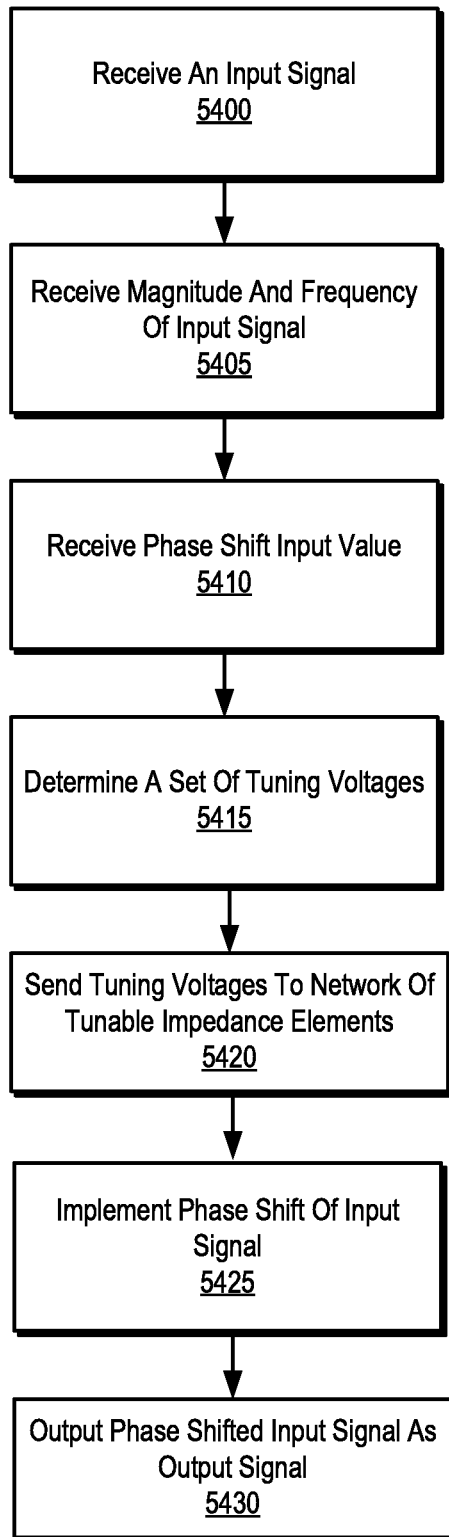 Receive An Input Signal
5400
Receive Magnitude And Frequency
Of Input Signal
5405
Receive Phase Shift Input Value
5410
Determine A Set Of Tuning Voltages
5415
Send Tuning Voltages To Network Of
Tunable Impedance Elements
5420
Implement Phase Shift Of Input
Signal
5425
Output Phase Shifted Input Signal As
Output Signal
5430